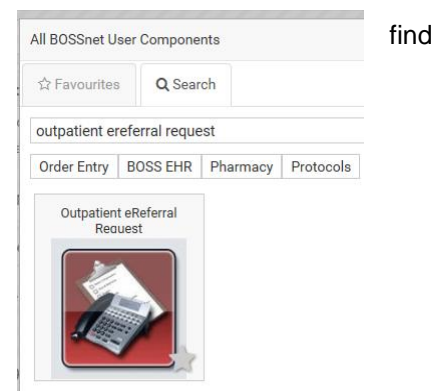 find
All BOSSnet User Components
Favourites Search
outpatient ereferral request
Order Entry BOSS EHR Pharmacy Protocols
Outpatient eReferral
Request